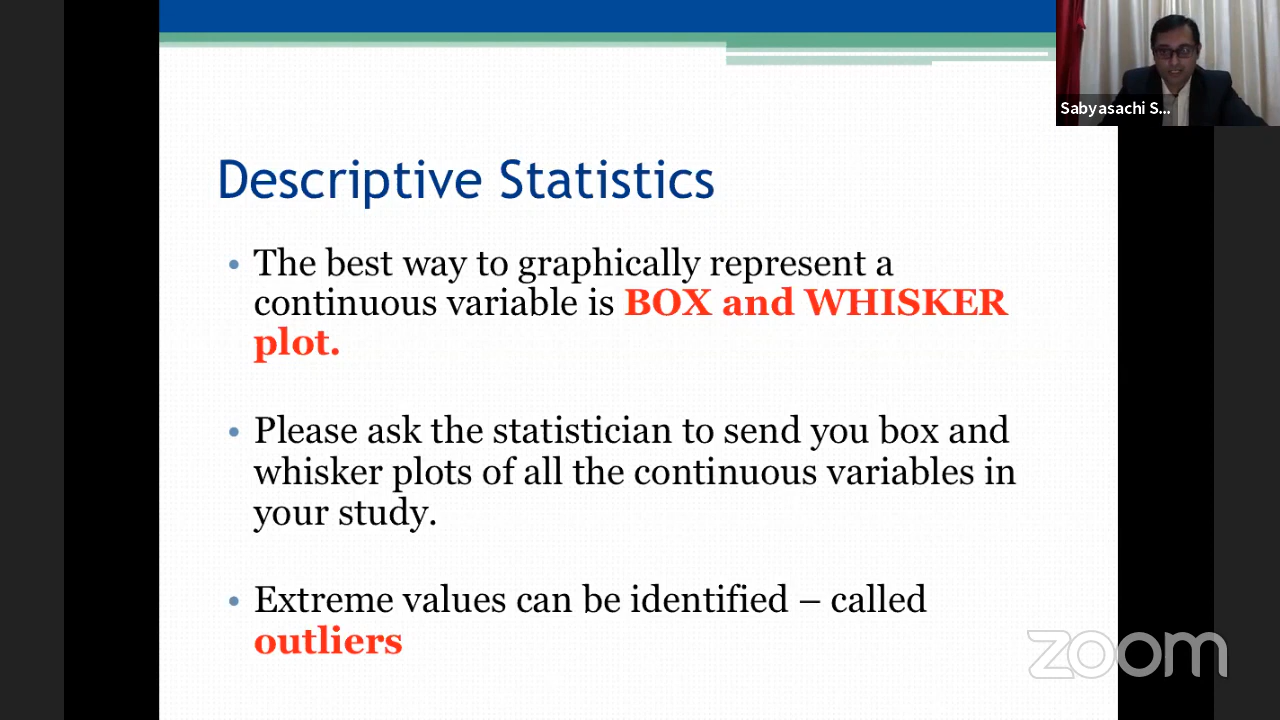 Sabyasachi S...
Descriptive Statistics
• The best way to graphically represent a
continuous variable is BOX and WHISKER
plot.
• Please ask the statistician to send you box and
whisker plots of all the continuous variables in
your study.
• Extreme values can be identified – called
outliers
zoom